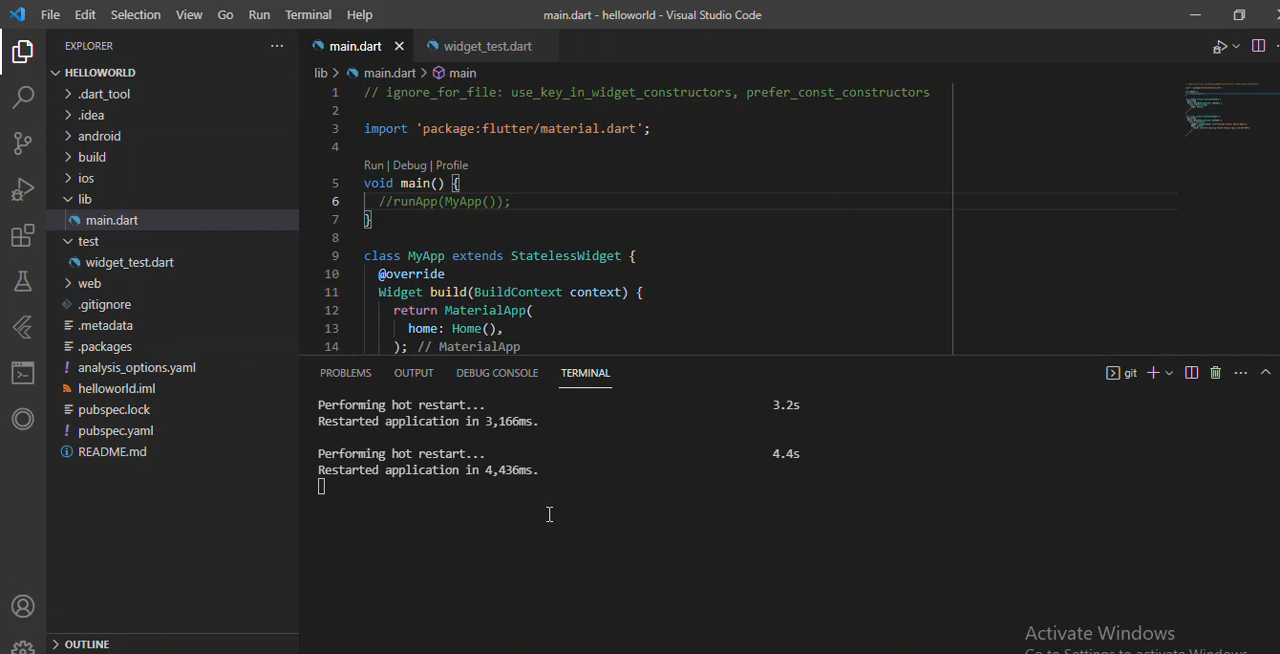 File Edit Selection View Go Run Terminal Help
main.dart - helloworld - Visual Studio Code
EXPLORER
HELLOWORLD
.dart_tool
.idea
android
build
ios
lib
main.dart
test
widget_test.dart
web
.gitignore
.metadata
.packages
analysis_options.yaml
helloworld.iml
pubspec.lock
pubspec.yaml
README.md
OUTLINE
main.dart
widget_test.dart
lib > main.dart > main
1 // ignore_for_file: use_key_in_widget_constructors, prefer_const_constructors
2
3 import 'package:flutter/material.dart';
4
Run | Debug | Profile
5 void main() {
6 //runApp(MyApp());
7 }
8
9 class MyApp extends StatelessWidget {
10 @override
11 Widget build(BuildContext context) {
12 return MaterialApp(
13 home: Home(),
14 ); // MaterialApp
PROBLEMS OUTPUT DEBUG CONSOLE TERMINAL
git
Performing hot restart... 3.2s
Restarted application in 3,166ms.
Performing hot restart... 4.4s
Restarted application in 4,436ms.
Activate Windows
Go to Settings to activate Windows.